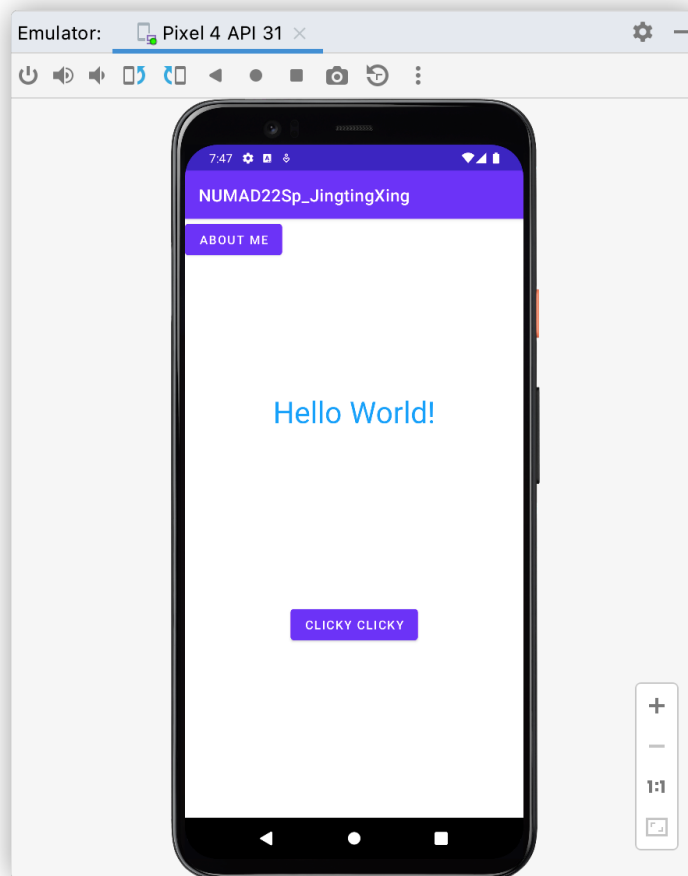 Emulator: Pixel 4 API 31
7:47
NUMAD22Sp_JingtingXing
ABOUT ME
Hello World!
CLICKY CLICKY
1:1